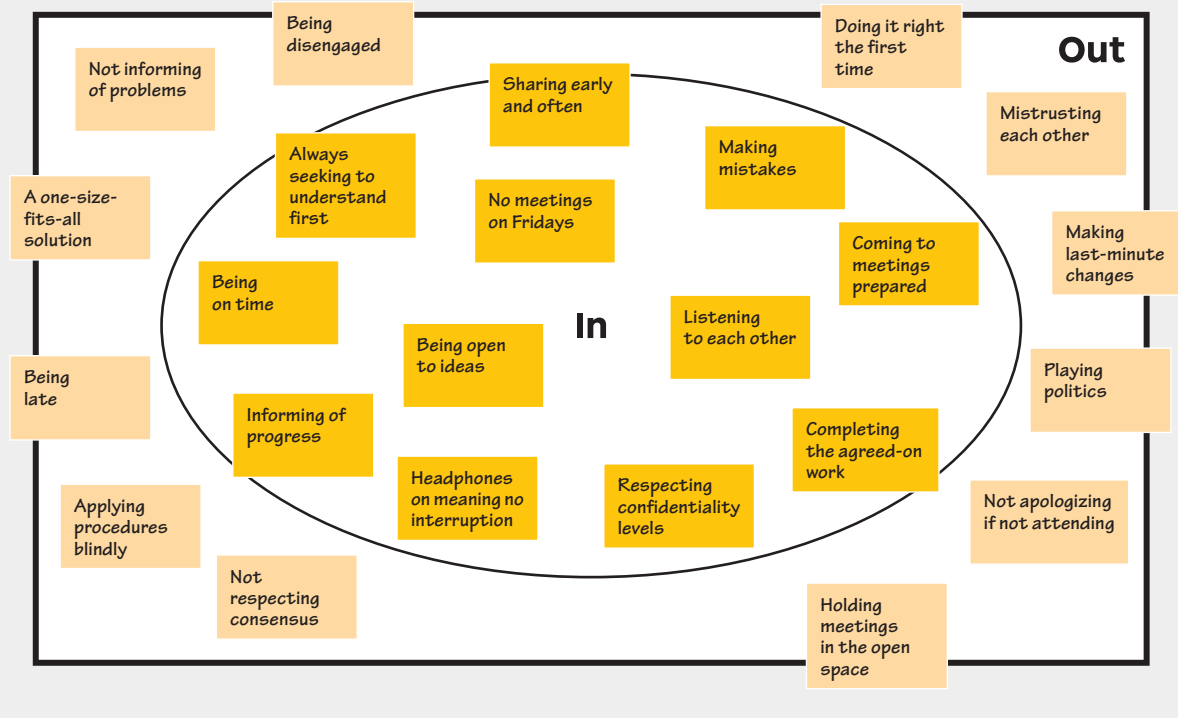 Being
disengaged
Doing it right
the first
time
Out
Not informing
of problems
Sharing early
and often
Mistrusting
each other
Always
seeking to
understand
first
Making
mistakes
A one-size-
fits-all
solution
No meetings
on Fridays
Making
last-minute
changes
Coming to
meetings
prepared
Being
on time
In
Listening
to each other
Being open
to ideas
Being
late
Playing
politics
Informing of
progress
Completing
the agreed-on
work
Headphones
on meaning no
interruption
Respecting
confidentiality
levels
Applying
procedures
blindly
Not apologizing
if not attending
Not
respecting
consensus
Holding
meetings
in the open
space